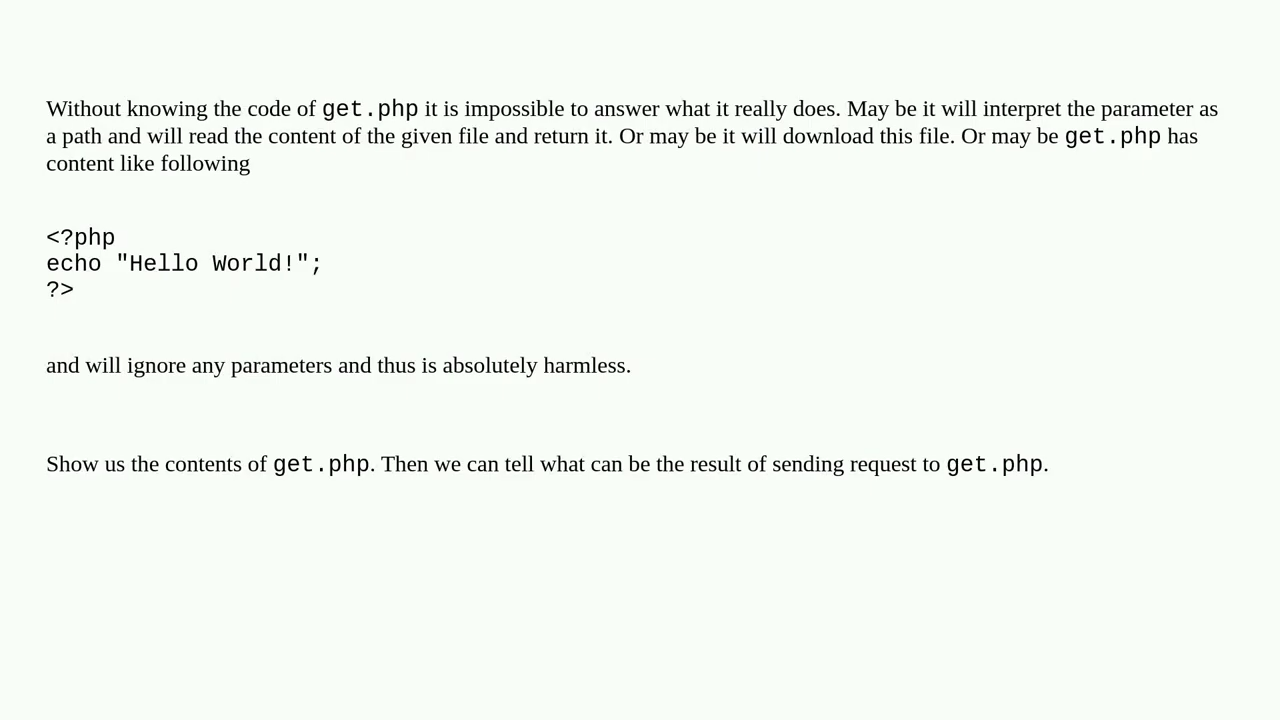 Without knowing the code of get.php it is impossible to answer what it really does. May be it will interpret the parameter as
a path and will read the content of the given file and return it. Or may be it will download this file. Or may be get.php has
content like following
<?php
echo "Hello World!";
?>
and will ignore any parameters and thus is absolutely harmless.
Show us the contents of get.php. Then we can tell what can be the result of sending request to get.php.